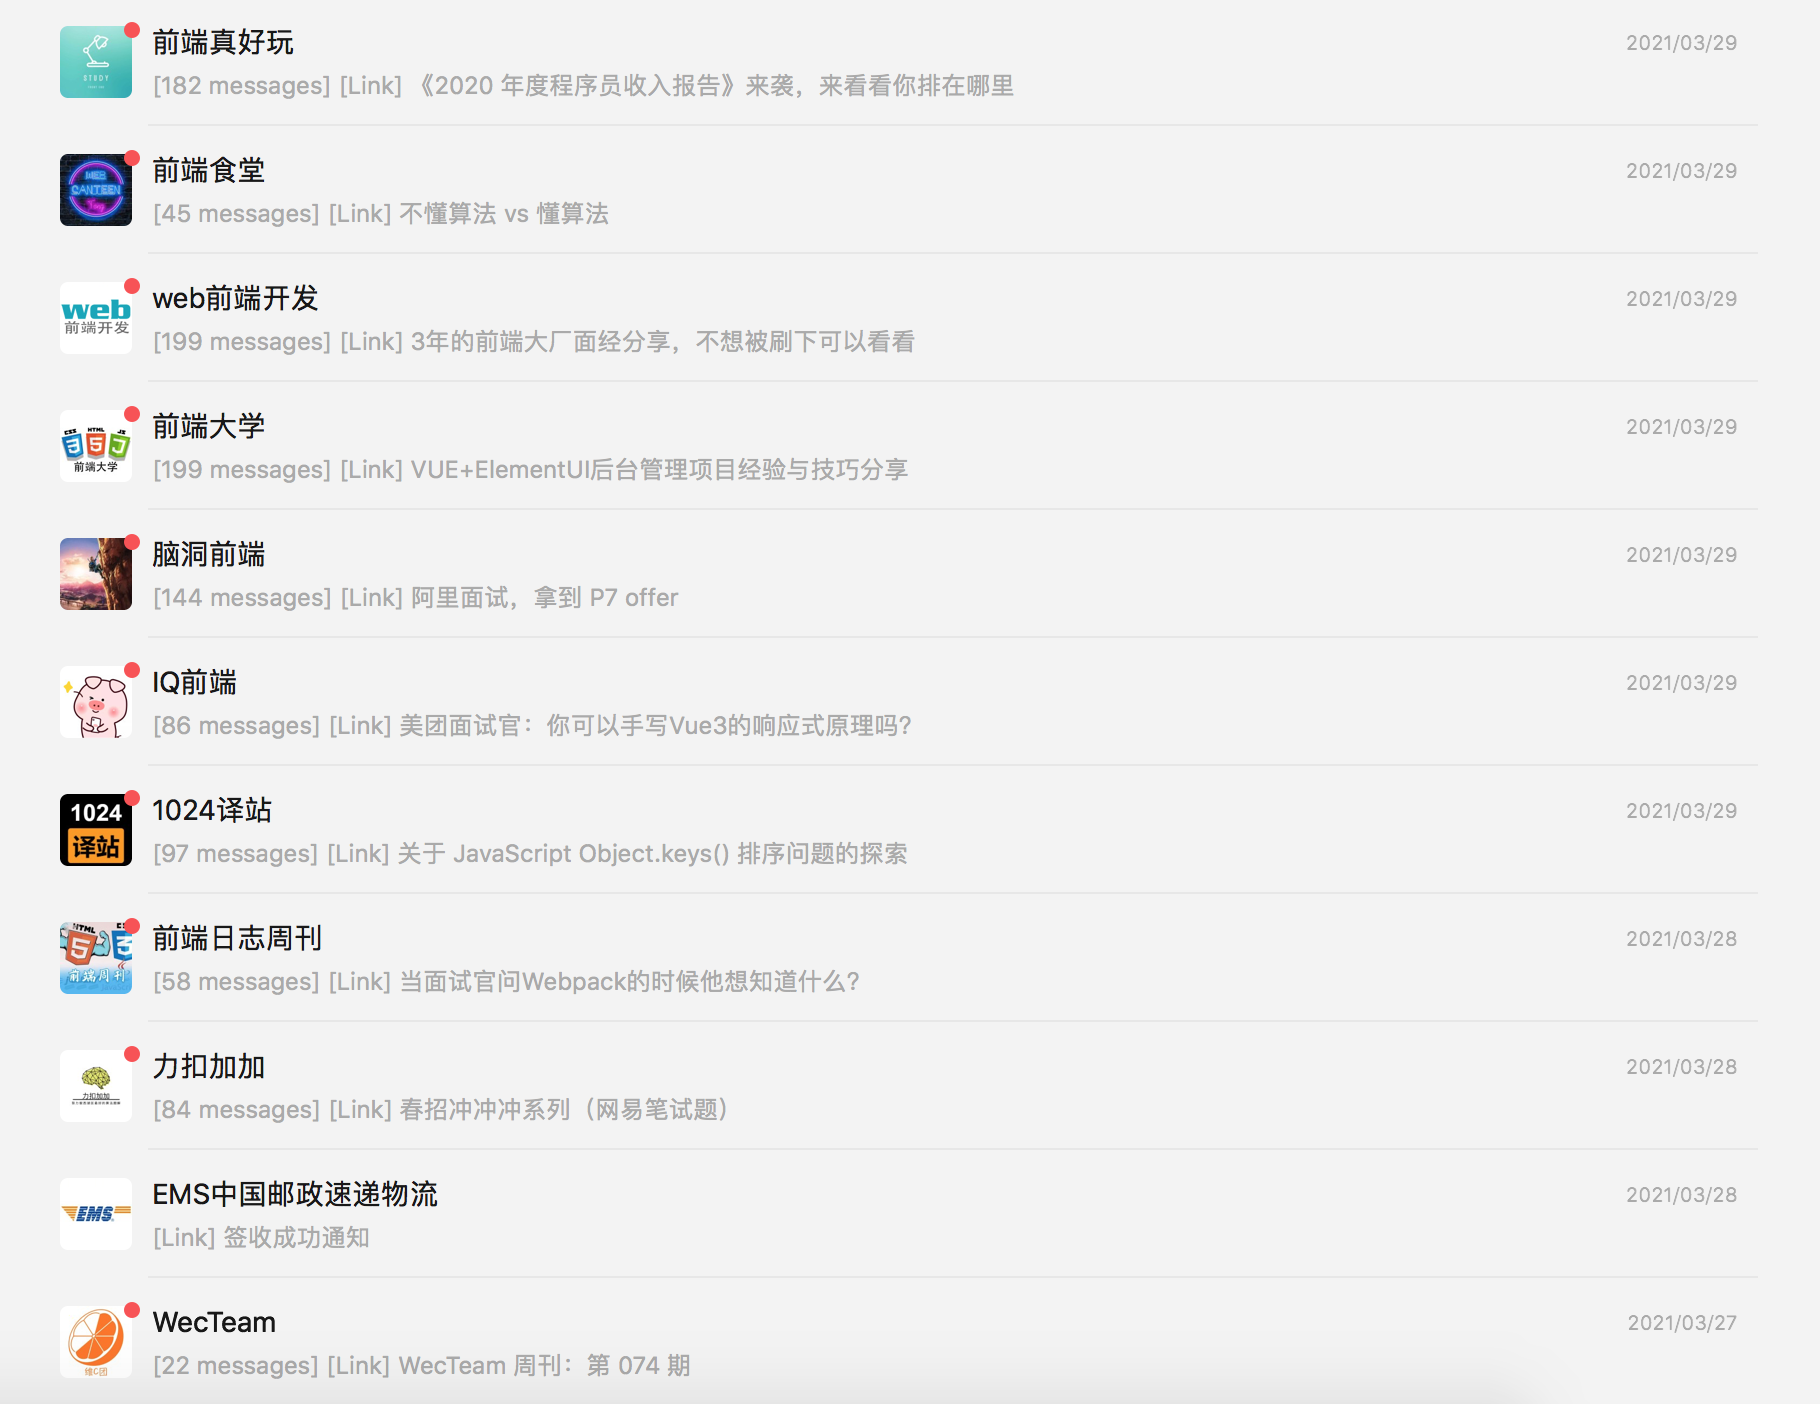 STUDY
前端真好玩
2021/03/29
[182 messages] [Link] 《2020 年度程序员收入报告》来袭，来看看你排在哪里
WEB
CANTEEN
前端食堂
2021/03/29
[45 messages] [Link] 不懂算法 vs 懂算法
web
前端开发
web前端开发
2021/03/29
[199 messages] [Link] 3年的前端大厂面经分享，不想被刷下可以看看
CSS HTML JS
3 5 J
前端大学
前端大学
2021/03/29
[199 messages] [Link] VUE+ElementUI后台管理项目经验与技巧分享
脑洞前端
2021/03/29
[144 messages] [Link] 阿里面试，拿到 P7 offer
IQ前端
2021/03/29
[86 messages] [Link] 美团面试官：你可以手写Vue3的响应式原理吗？
1024
译站
1024译站
2021/03/29
[97 messages] [Link] 关于 JavaScript Object.keys() 排序问题的探索
HTML
5 3
前端周刊
前端日志周刊
2021/03/28
[58 messages] [Link] 当面试官问Webpack的时候他想知道什么？
力扣加加
力扣加加
2021/03/28
[84 messages] [Link] 春招冲冲冲系列（网易笔试题）
EMS
EMS中国邮政速递物流
2021/03/28
[Link] 签收成功通知
维C团
WecTeam
2021/03/27
[22 messages] [Link] WecTeam 周刊：第 074 期